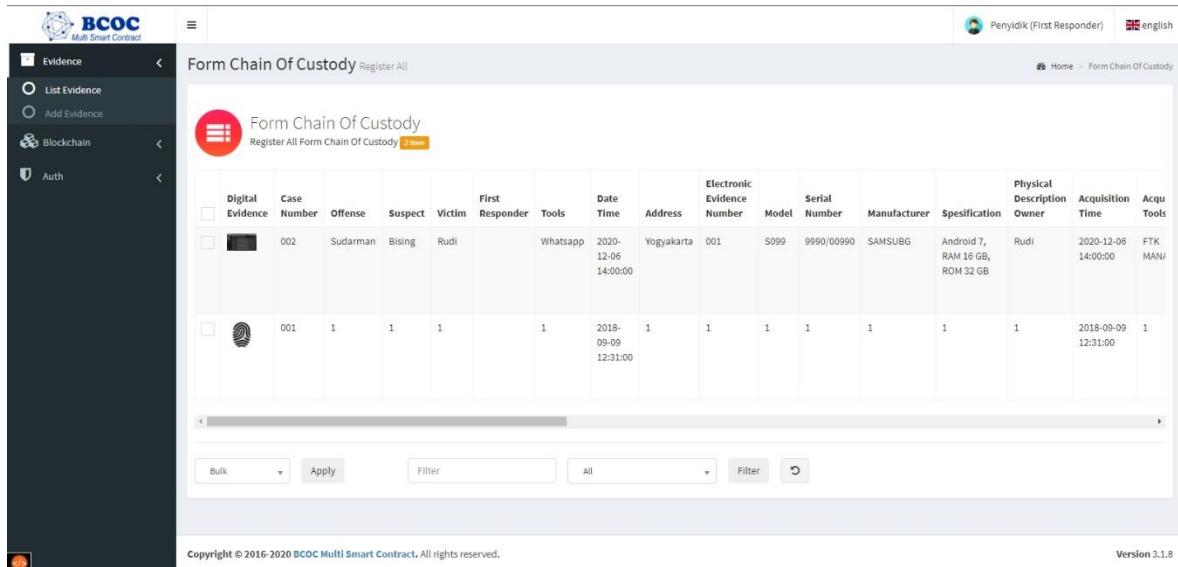 BCOC
Multi Smart Contract
Penyidik (First Responder)
english
Evidence
List Evidence
Add Evidence
Blockchain
Auth
Form Chain Of Custody Register All
Home > Form Chain Of Custody
Form Chain Of Custody
Register All Form Chain Of Custody 2 Item
Digital Evidence Case Number Offense Suspect Victim First Responder Tools Date Time Address Electronic Evidence Number Model Serial Number Manufacturer Spesification Physical Description Owner Acquisition Time Acqu Tools
002 Sudarman Bising Rudi Whatsapp 2020-12-06 14:00:00 Yogyakarta 001 S099 9990/00990 SAMSUBG Android 7, RAM 16 GB, ROM 32 GB Rudi 2020-12-06 14:00:00 FTK MANA
001 1 1 1 1 2018-09-09 12:31:00 1 1 1 1 1 1 1 2018-09-09 12:31:00 1
Bulk Apply Filter All Filter
Copyright © 2016-2020 BCOC Multi Smart Contract. All rights reserved.
Version 3.1.8